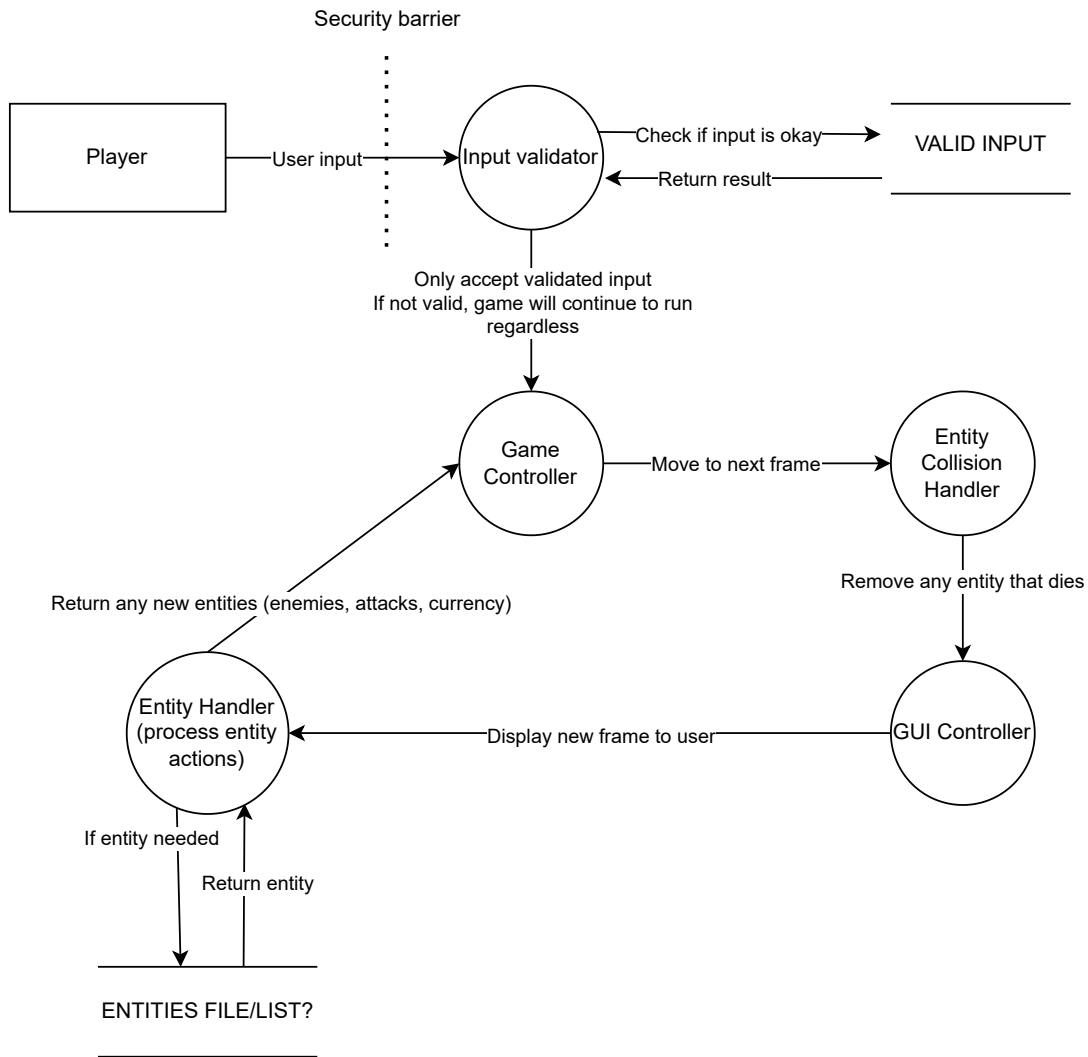 Security barrier
Player
User input
Input validator
Check if input is okay
VALID INPUT
Return result
Only accept validated input
If not valid, game will continue to run
regardless
Game
Controller
Move to next frame
Entity
Collision
Handler
Remove any entity that dies
Return any new entities (enemies, attacks, currency)
Entity Handler
(process entity
actions)
Display new frame to user
GUI Controller
If entity needed
Return entity
ENTITIES FILE/LIST?